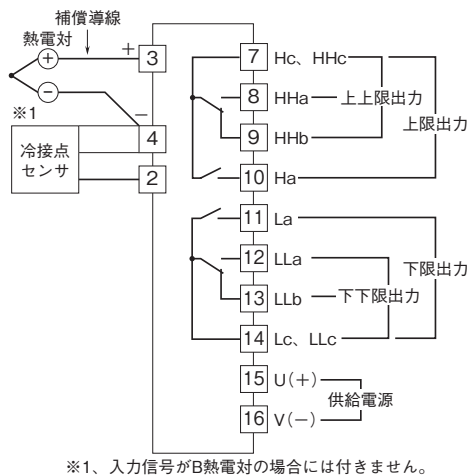 補償導線
熱電対
+
+
3
−
−
※1
4
冷接点
センサ
2
7 Hc、HHc
8 HHa 上上限出力
上限出力
9 HHb
10 Ha
11 La
12 LLa
下限出力
13 LLb 下下限出力
14 Lc、LLc
15 U(+)
供給電源
16 V(−)
※1、入力信号がB熱電対の場合には付きません。